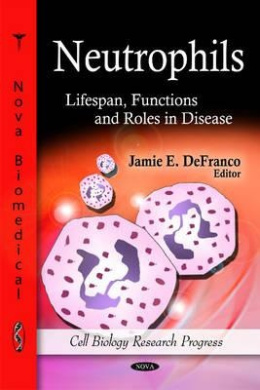 Neutrophils
Lifespan, Functions
and Roles in Disease
Jamie E. DeFranco
Editor
Nova Biomedical
Cell Biology Research Progress
NOVA